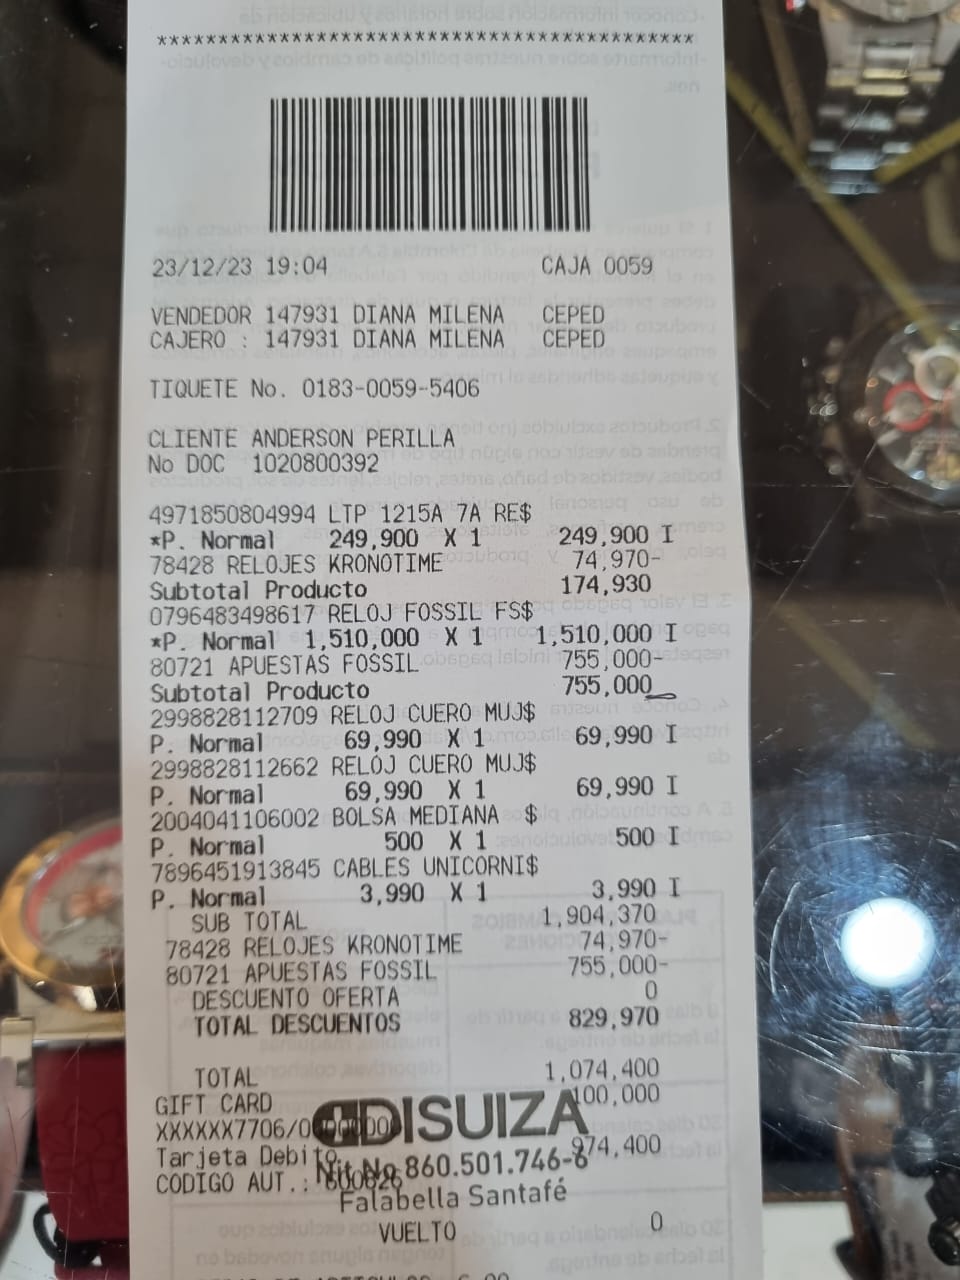 ******************************************
23/12/23 19:04 CAJA 0059
VENDEDOR 147931 DIANA MILENA CEPED
CAJERO : 147931 DIANA MILENA CEPED
TIQUETE No. 0183-0059-5406
CLIENTE ANDERSON PERILLA
No DOC 1020800392
4971850804994 LTP 1215A 7A RE$
*P. Normal 249,900 X 1 249,900 I
78428 RELOJES KRONOTIME 74,970-
Subtotal Producto 174,930
0796483498617 RELOJ FOSSIL FS$
*P. Normal 1,510,000 X 1 1,510,000 I
80721 APUESTAS FOSSIL 755,000-
Subtotal Producto 755,000
2998828112709 RELOJ CUERO MUJ$
P. Normal 69,990 X 1 69,990 I
2998828112662 RELOJ CUERO MUJ$
P. Normal 69,990 X 1 69,990 I
2004041106002 BOLSA MEDIANA $
P. Normal 500 X 1 500 I
7896451913845 CABLES UNICORNI$
P. Normal 3,990 X 1 3,990 I
SUB TOTAL 1,904,370
78428 RELOJES KRONOTIME 74,970-
80721 APUESTAS FOSSIL 755,000-
DESCUENTO OFERTA 0
TOTAL DESCUENTOS 829,970
TOTAL 1,074,400
GIFT CARD 100,000
DISUIZA
Tarjeta Debito 974,400
Nit No 860.501.746-6
CODIGO AUT.: 600826
Falabella Santafé
VUELTO 0